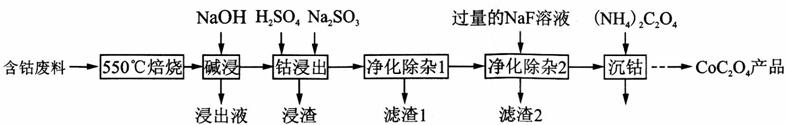 NaOH H₂SO₄ Na₂SO₃ 过量的NaF溶液 (NH₄)₂C₂O₄
含钴废料 550℃焙烧 碱浸 钴浸出 净化除杂1 净化除杂2 沉钴 CoC₂O₄产品
浸出液 浸渣 滤渣1 滤渣2